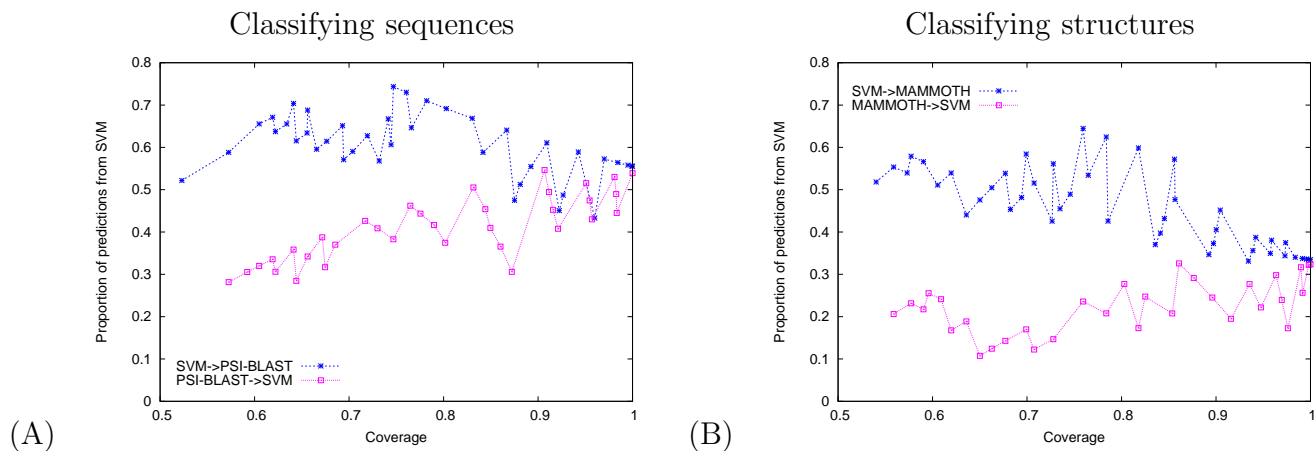 Classifying sequences
0.8
0.7
0.6
0.5
0.4
0.3
0.2
0.1
0
Proportion of predictions from SVM
SVM->PSI-BLAST
PSI-BLAST->SVM
0.5 0.6 0.7 0.8 0.9 1
Coverage
(A)
Classifying structures
0.8
0.7
0.6
0.5
0.4
0.3
0.2
0.1
0
Proportion of predictions from SVM
SVM->MAMMOTH
MAMMOTH->SVM
0.5 0.6 0.7 0.8 0.9 1
Coverage
(B)